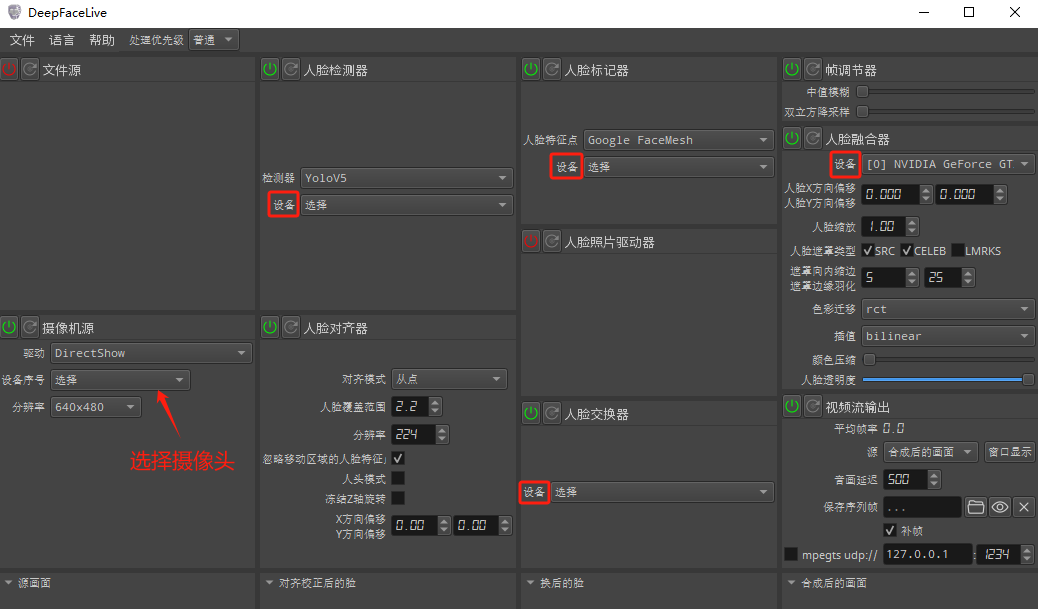 DeepFaceLive
文件 语言 帮助 处理优先级 普通
文件源
摄像机源
驱动 DirectShow
设备序号 选择
分辨率 640x480
选择摄像头
源画面
人脸检测器
检测器 YoloV5
设备 选择
人脸对齐器
对齐模式 从点
人脸覆盖范围 2.2
分辨率 224
忽略移动区域的人脸特征点
人头模式
冻结Z轴旋转
X方向偏移
Y方向偏移
0.00 0.00
对齐校正后的脸
人脸标记器
人脸特征点 Google FaceMesh
设备 选择
人脸照片驱动器
人脸交换器
设备 选择
换后的脸
帧调节器
中值模糊
双立方降采样
人脸融合器
设备 [0] NVIDIA GeForce GT
人脸X方向偏移
人脸Y方向偏移
0.000 0.000
人脸缩放 1.00
人脸遮罩类型 SRC CELEB LMRKS
遮罩向内缩边
遮罩边缘羽化
5 25
色彩迁移 rct
插值 bilinear
颜色压缩
人脸透明度
视频流输出
平均帧率 0.0
源 合成后的画面 窗口显示
音画延迟 500
保存序列帧 ...
补帧
mpegts udp:// 127.0.0.1 : 1234
合成后的画面